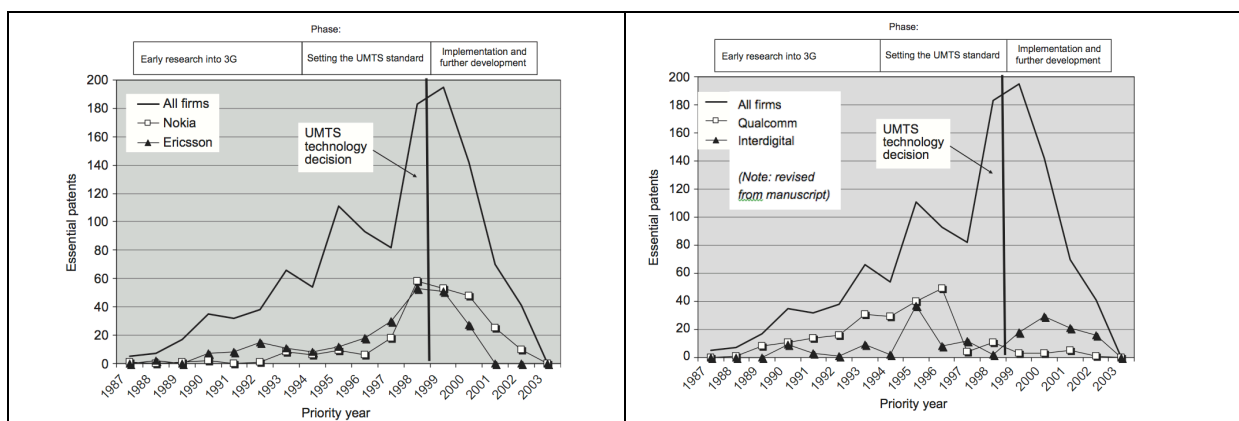 Phase:
Early research into 3G
Setting the UMTS standard
Implementation and
further development
200
180
160
140
120
100
80
60
40
20
0
Essential patents
All firms
Nokia
Ericsson
UMTS
technology
decision
1987
1988
1989
1990
1991
1992
1993
1994
1995
1996
1997
1998
1999
2000
2001
2002
2003
Priority year
Phase:
Early research into 3G
Setting the UMTS standard
Implementation and
further development
200
180
160
140
120
100
80
60
40
20
0
Essential patents
All firms
Qualcomm
Interdigital
(Note: revised
from manuscript)
UMTS
technology
decision
1987
1988
1989
1990
1991
1992
1993
1994
1995
1996
1997
1998
1999
2000
2001
2002
2003
Priority year